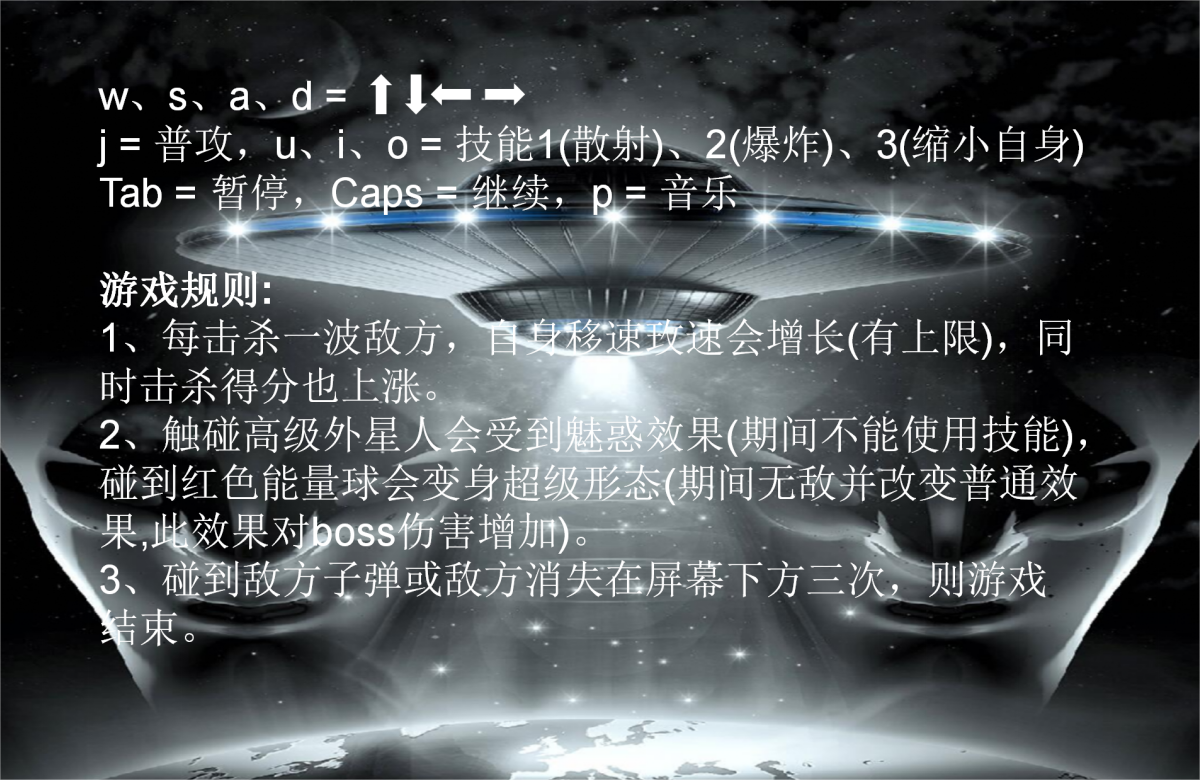 w、s、a、d = ⬆⬇⬅➡
j = 普攻，u、i、o = 技能1(散射)、2(爆炸)、3(缩小自身)
Tab = 暂停，Caps = 继续，p = 音乐
游戏规则:
1、每击杀一波敌方，自身移速攻速会增长(有上限)，同
时击杀得分也上涨。
2、触碰高级外星人会受到魅惑效果(期间不能使用技能)，
碰到红色能量球会变身超级形态(期间无敌并改变普通效
果,此效果对boss伤害增加)。
3、碰到敌方子弹或敌方消失在屏幕下方三次，则游戏
结束。